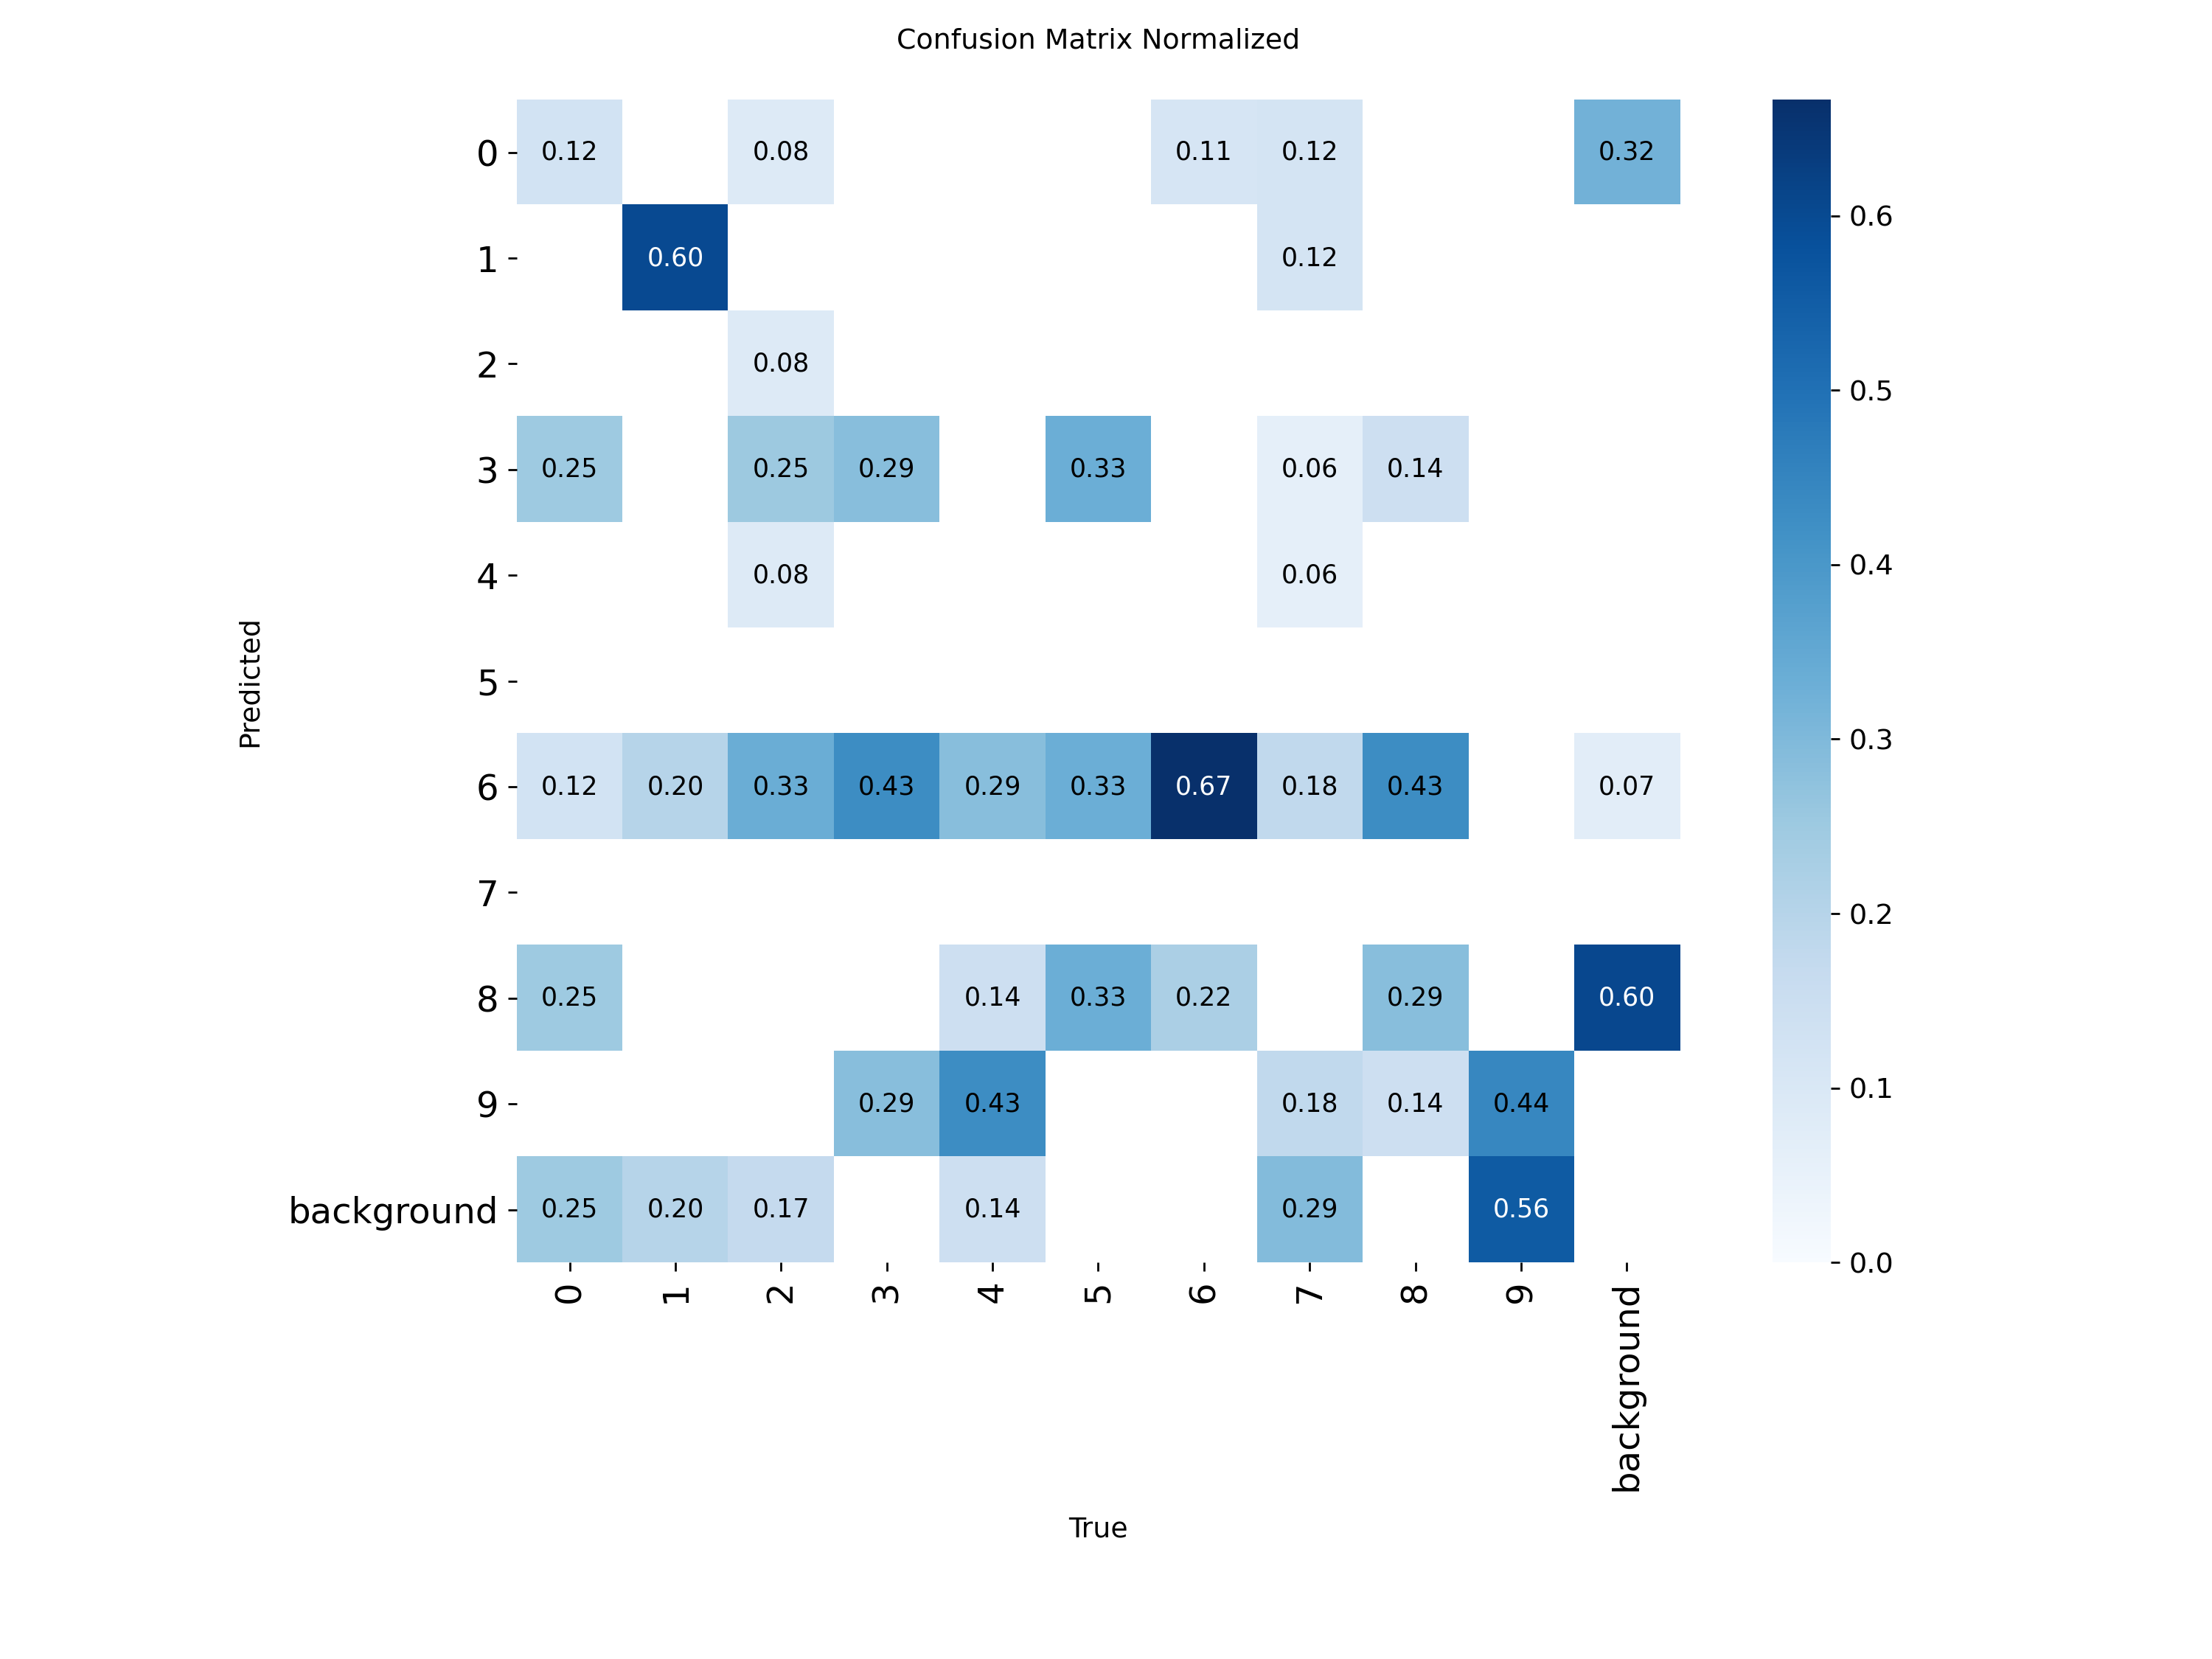 Confusion Matrix Normalized
0 0.12 0.08 0.11 0.12 0.32
1 0.60 0.12
2 0.08
3 0.25 0.25 0.29 0.33 0.06 0.14
4 0.08 0.06
5
6 0.12 0.20 0.33 0.43 0.29 0.33 0.67 0.18 0.43 0.07
7
8 0.25 0.14 0.33 0.22 0.29 0.60
9 0.29 0.43 0.18 0.14 0.44
background 0.25 0.20 0.17 0.14 0.29 0.56
0 1 2 3 4 5 6 7 8 9 background
Predicted
True
0.6
0.5
0.4
0.3
0.2
0.1
0.0